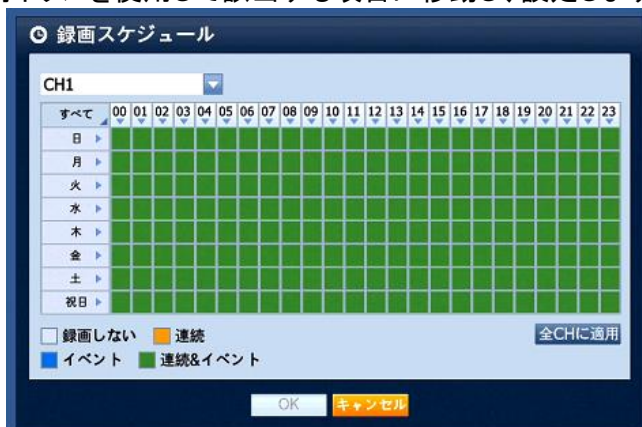 録画スケジュール
CH1
すべて 00 01 02 03 04 05 06 07 08 09 10 11 12 13 14 15 16 17 18 19 20 21 22 23
日
月
火
水
木
金
土
祝日
録画しない 連続 全CHに適用
イベント 連続&イベント
OK キャンセル